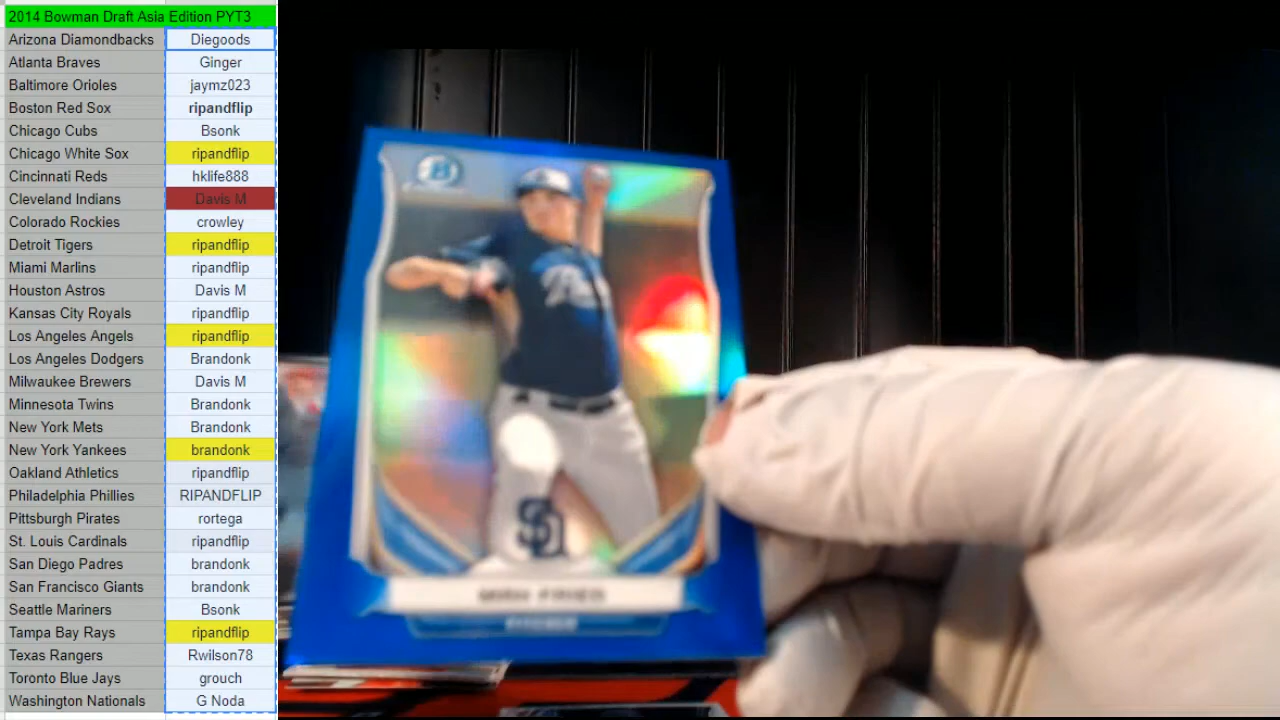 2014 Bowman Draft Asia Edition PYT3
Arizona Diamondbacks Diegoods
Atlanta Braves Ginger
Baltimore Orioles jaymz023
Boston Red Sox ripandflip
Chicago Cubs Bsonk
Chicago White Sox ripandflip
Cincinnati Reds hklife888
Cleveland Indians Davis M
Colorado Rockies crowley
Detroit Tigers ripandflip
Miami Marlins ripandflip
Houston Astros Davis M
Kansas City Royals ripandflip
Los Angeles Angels ripandflip
Los Angeles Dodgers Brandonk
Milwaukee Brewers Davis M
Minnesota Twins Brandonk
New York Mets Brandonk
New York Yankees brandonk
Oakland Athletics ripandflip
Philadelphia Phillies RIPANDFLIP
Pittsburgh Pirates rortega
St. Louis Cardinals ripandflip
San Diego Padres brandonk
San Francisco Giants brandonk
Seattle Mariners Bsonk
Tampa Bay Rays ripandflip
Texas Rangers Rwilson78
Toronto Blue Jays grouch
Washington Nationals G Noda
B
SD
FRIED
PITCHER